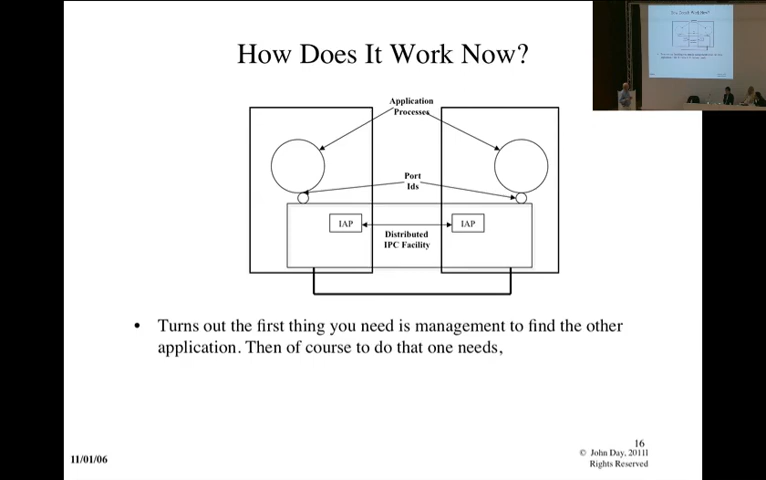 How Does It Work Now?
Application
Processes
Port
Ids
IAP
IAP
Distributed
IPC Facility
• Turns out the first thing you need is management to find the other
application. Then of course to do that one needs,
11/01/06
16
© John Day, 2011l
Rights Reserved